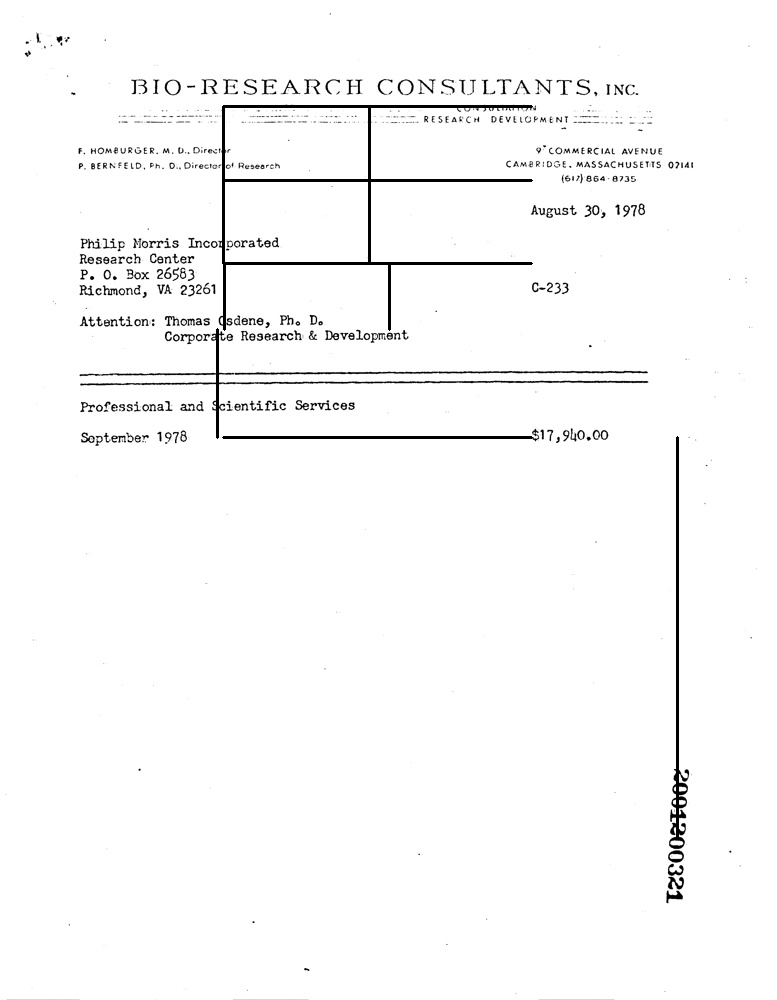 BIO-RESEARCH CONSULTANTS, INC.
CONSULTATION
RESEARCH DEVELOPMENT
F. HOMBURGER, M. D., Director
P. BERNFELD, Ph. D., Director of Research
9 COMMERCIAL AVENUE
CAMBRIDGE, MASSACHUSETTS 02141
(617) 864-8735
August 30, 1978
Philip Morris Incorporated
Research Center
P. O. Box 26583
Richmond, VA 23261
C-233
Attention: Thomas Osdene, Ph. D.
Corporate Research & Development
Professional and Scientific Services
September 1978 $17,940.00
2001200321